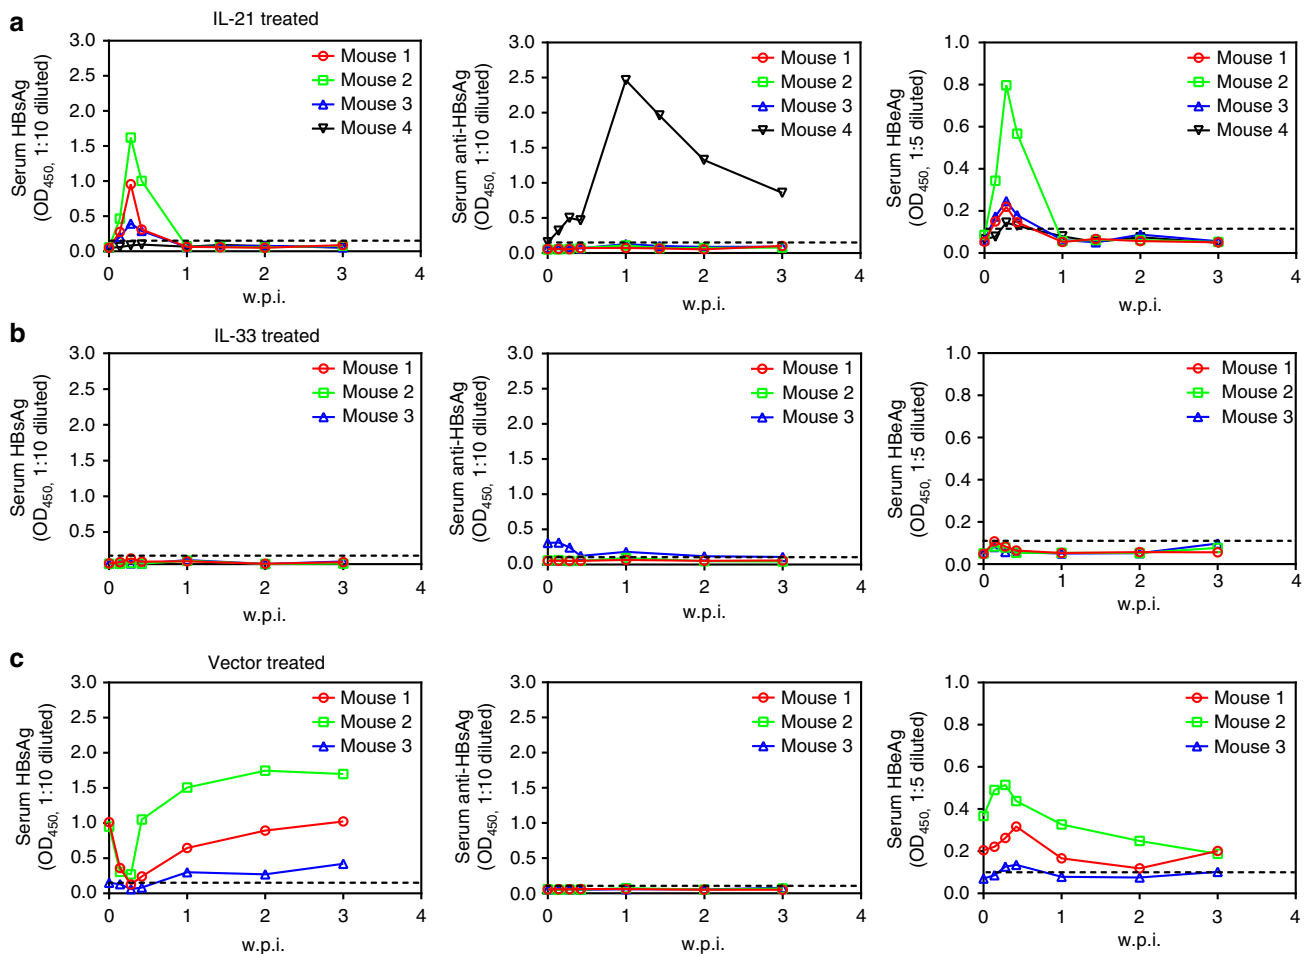 a
IL-21 treated
Serum HBsAg
(OD450, 1:10 diluted)
3.0
2.5
2.0
1.5
1.0
0.5
0.0
0
1
2
3
4
w.p.i.
Mouse 1
Mouse 2
Mouse 3
Mouse 4
Serum anti-HBsAg
(OD450, 1:10 diluted)
3.0
2.5
2.0
1.5
1.0
0.5
0.0
0
1
2
3
4
w.p.i.
Mouse 1
Mouse 2
Mouse 3
Mouse 4
Serum HBeAg
(OD450, 1:5 diluted)
1.0
0.8
0.6
0.4
0.2
0.0
0
1
2
3
4
w.p.i.
Mouse 1
Mouse 2
Mouse 3
Mouse 4
b
IL-33 treated
Serum HBsAg
(OD450, 1:10 diluted)
3.0
2.5
2.0
1.5
1.0
0.5
0
1
2
3
4
w.p.i.
Mouse 1
Mouse 2
Mouse 3
Serum anti-HBsAg
(OD450, 1:10 diluted)
3.0
2.5
2.0
1.5
1.0
0.5
0.0
0
1
2
3
4
w.p.i.
Mouse 1
Mouse 2
Mouse 3
Serum HBeAg
(OD450, 1:5 diluted)
1.0
0.8
0.6
0.4
0.2
0.0
0
1
2
3
4
w.p.i.
Mouse 1
Mouse 2
Mouse 3
c
Vector treated
Serum HBsAg
(OD450, 1:10 diluted)
3.0
2.5
2.0
1.5
1.0
0.5
0.0
0
1
2
3
4
w.p.i.
Mouse 1
Mouse 2
Mouse 3
Serum anti-HBsAg
(OD450, 1:10 diluted)
3.0
2.5
2.0
1.5
1.0
0.5
0.0
0
1
2
3
4
w.p.i.
Mouse 1
Mouse 2
Mouse 3
Serum HBeAg
(OD450, 1:5 diluted)
1.0
0.8
0.6
0.4
0.2
0.0
0
1
2
3
4
w.p.i.
Mouse 1
Mouse 2
Mouse 3